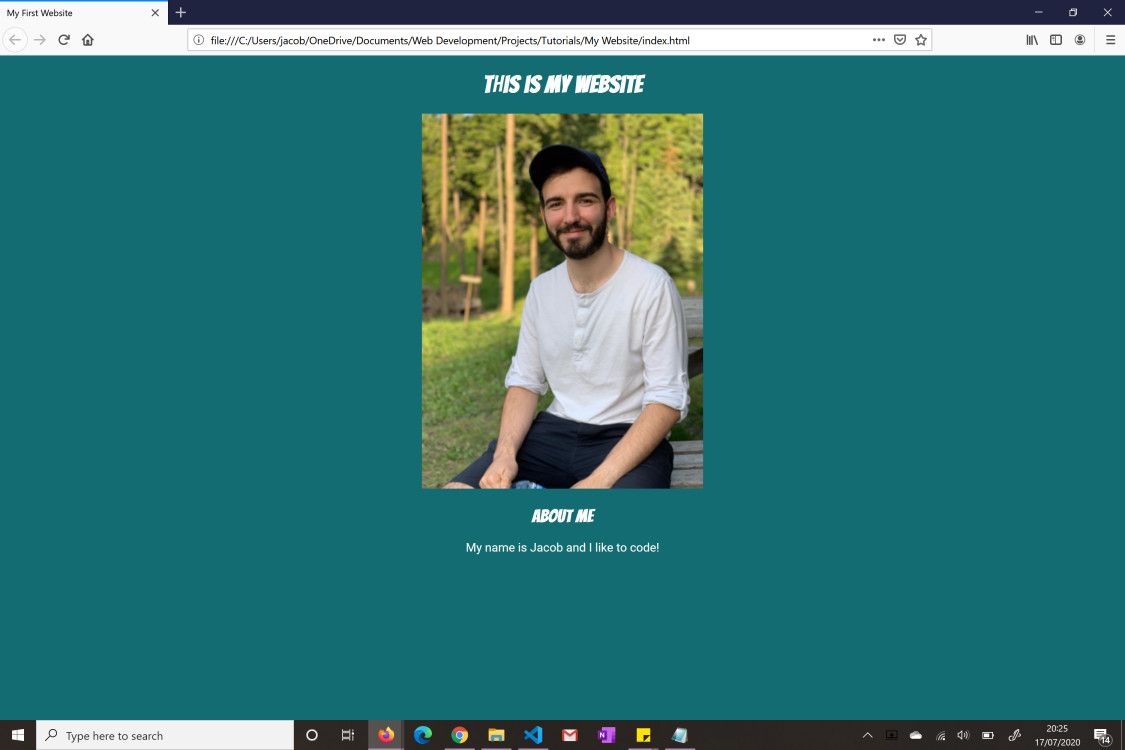 My First Website
file:///C:/Users/jacob/OneDrive/Documents/Web Development/Projects/Tutorials/My Website/index.html
THIS IS MY WEBSITE
ABOUT ME
My name is Jacob and I like to code!
Type here to search
20:25
17/07/2020
14